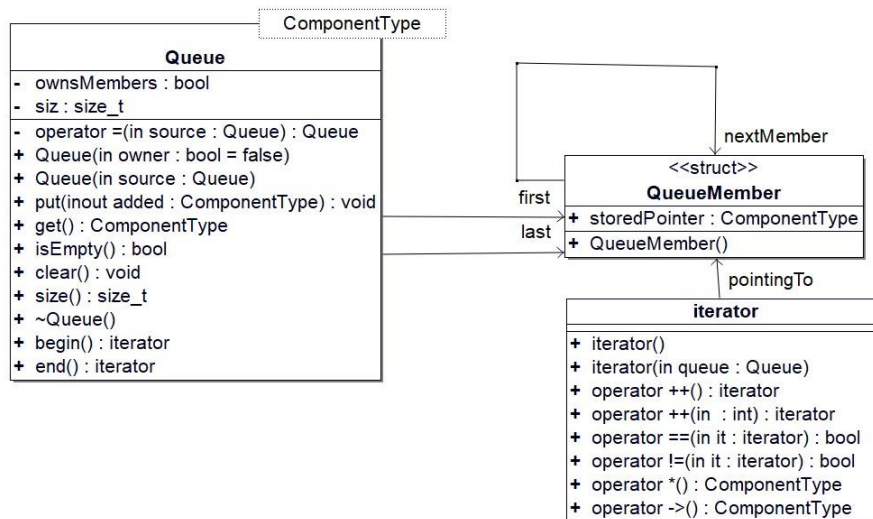 ComponentType
Queue
- ownsMembers : bool
- siz : size_t
- operator =(in source : Queue) : Queue
+ Queue(in owner : bool = false)
+ Queue(in source : Queue)
+ put(inout added : ComponentType) : void
+ get() : ComponentType
+ isEmpty() : bool
+ clear() : void
+ size() : size_t
+ ~Queue()
+ begin() : iterator
+ end() : iterator
first
last
nextMember
<<struct>>
QueueMember
+ storedPointer : ComponentType
+ QueueMember()
pointingTo
iterator
+ iterator()
+ iterator(in queue : Queue)
+ operator ++() : iterator
+ operator ++(in : int) : iterator
+ operator ==(in it : iterator) : bool
+ operator !=(in it : iterator) : bool
+ operator *() : ComponentType
+ operator ->() : ComponentType